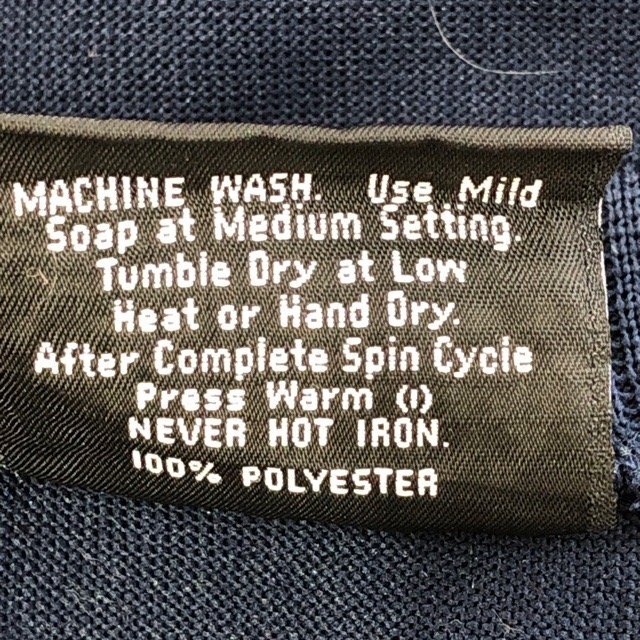 MACHINE WASH. Use Mild
Soap at Medium Setting.
Tumble Dry at Low
Heat or Hand Dry.
After Complete Spin Cycle
Press Warm (I)
NEVER HOT IRON.
100% POLYESTER